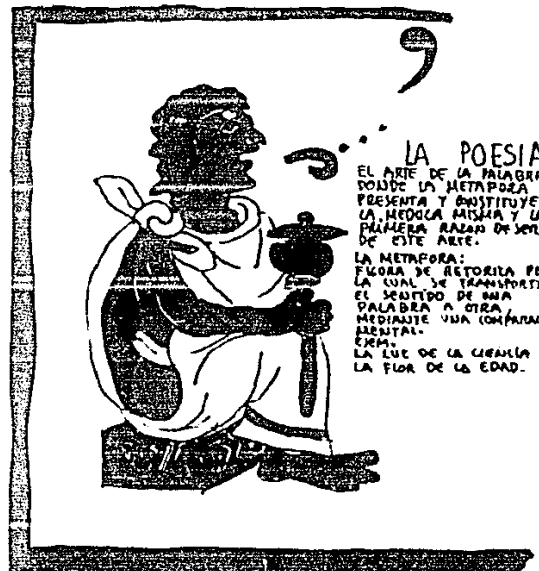 LA POESIA
EL ARTE DE LA PALABRA
DONDE LA METAFORA
PRESENTA Y CONSTITUYE
LA MEDULA MISMA Y LA
PRIMERA RAZON DE SER
DE ESTE ARTE.
LA METAFORA:
FIGURA DE RETORICA PE
LA CUAL SE TRANSPORTA
EL SENTIDO DE UNA
PALABRA A OTRA,
MEDIANTE UNA COMPARAC
MENTAL.
EJEM.
LA LUZ DE LA CIENCIA
LA FLOR DE LA EDAD.